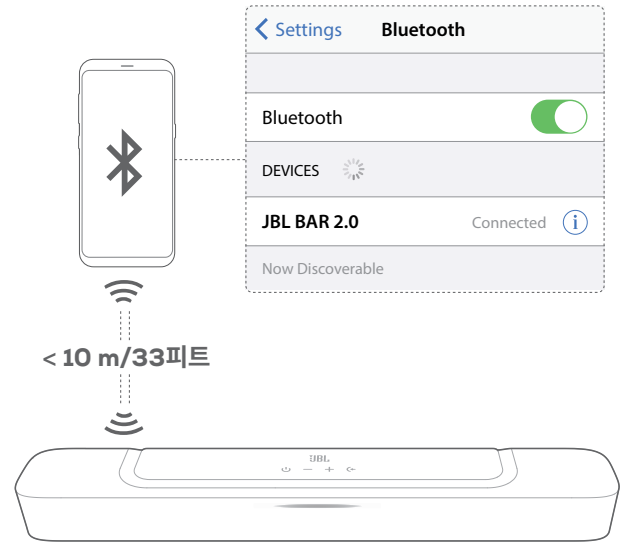 Settings Bluetooth
Bluetooth
DEVICES
JBL BAR 2.0 Connected i
Now Discoverable
< 10 m/33피트
JBL